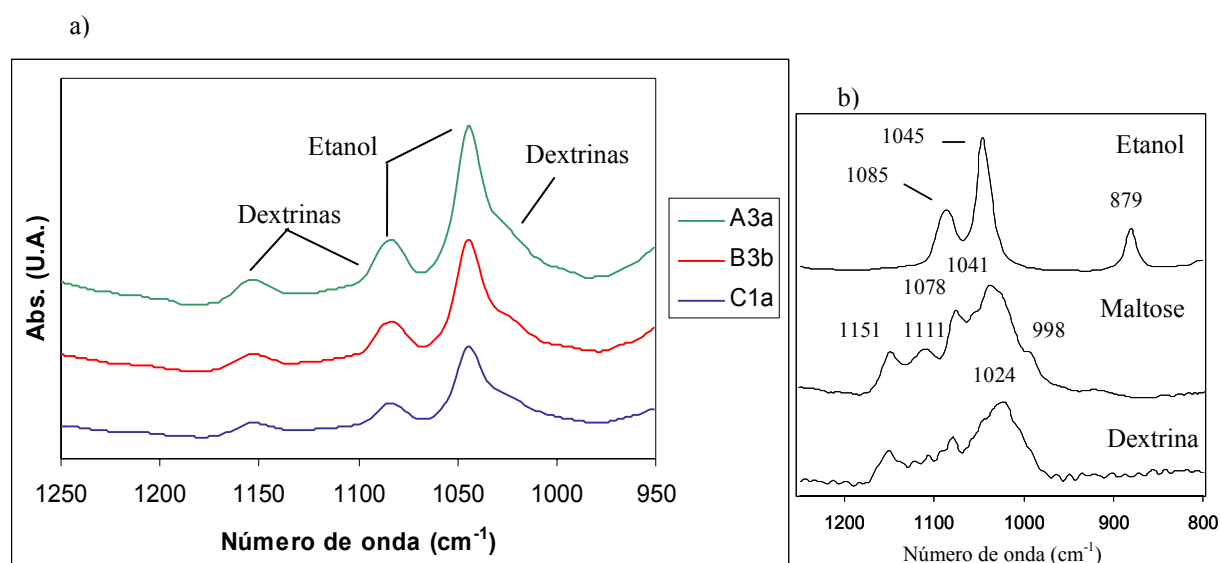 a)
Etanol
Dextrinas
Dextrinas
Abs. (U.A.)
1250 1200 1150 1100 1050 1000 950
Número de onda (cm-1)
A3a
B3b
C1a
b)
1045
Etanol
1085
879
1041
1078
Maltose
1151 1111 998
1024
Dextrina
1200 1100 1000 900 800
Número de onda (cm-1)